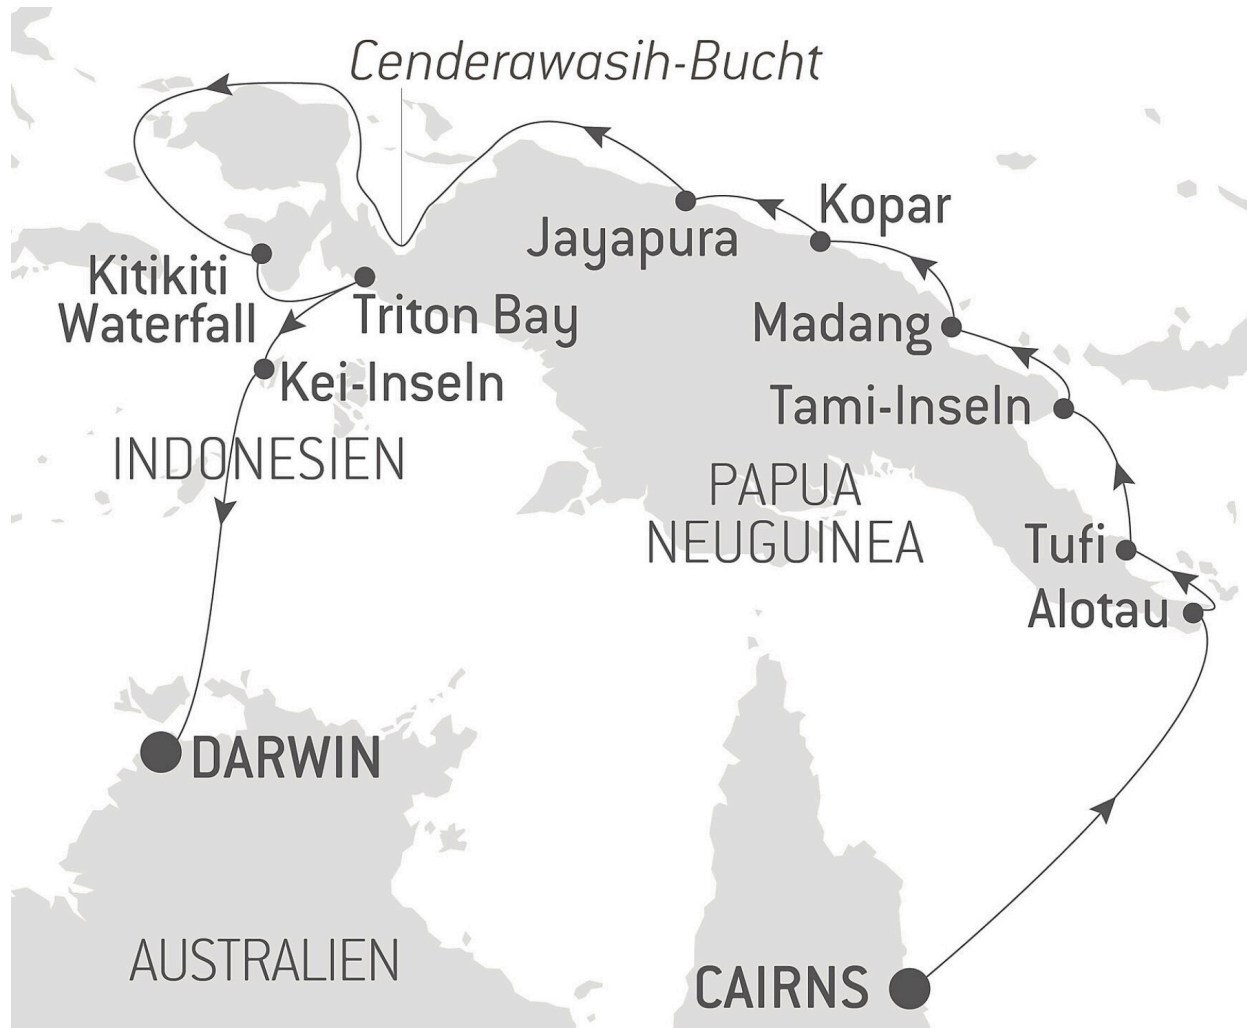 Cenderawasih-Bucht
Kopar
Jayapura
Kitikiti
Waterfall
Triton Bay
Madang
Kei-Inseln
Tami-Inseln
INDONESIEN
PAPUA
NEUGUINEA
Tufi
Alotau
DARWIN
AUSTRALIEN
CAIRNS